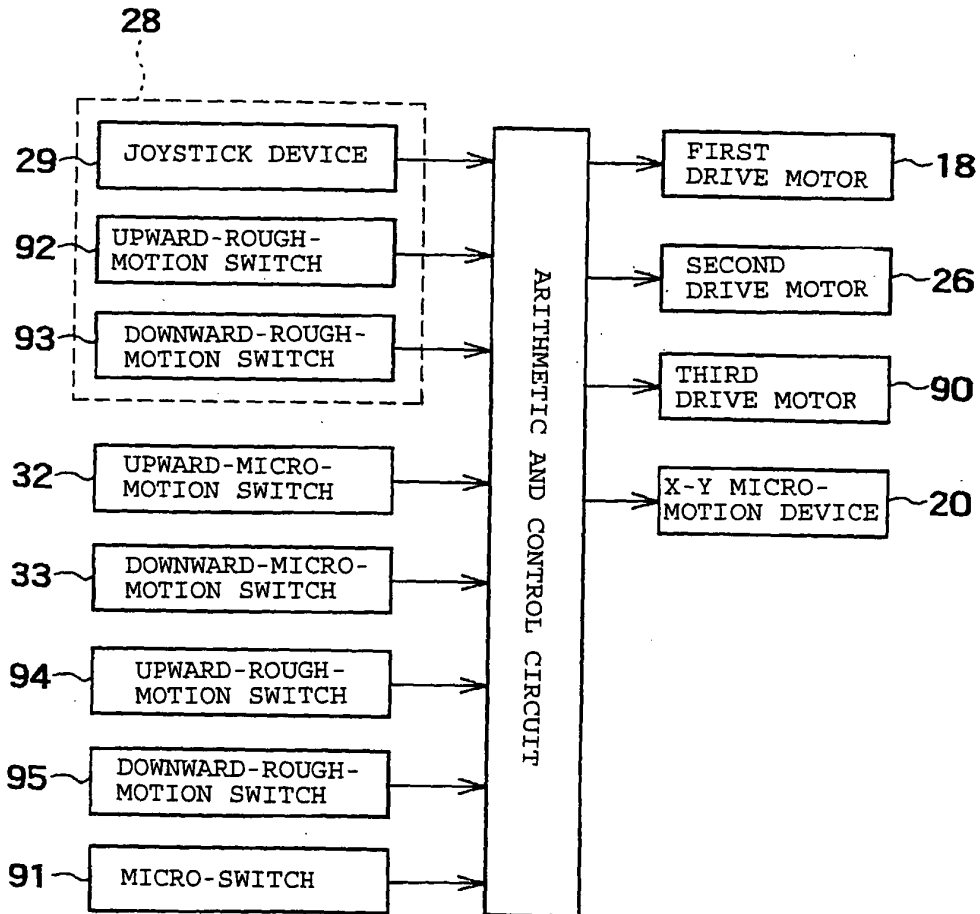 28
29
JOYSTICK DEVICE
92
UPWARD-ROUGH-
MOTION SWITCH
93
DOWNWARD-ROUGH-
MOTION SWITCH
32
UPWARD-MICRO-
MOTION SWITCH
33
DOWNWARD-MICRO-
MOTION SWITCH
94
UPWARD-ROUGH-
MOTION SWITCH
95
DOWNWARD-ROUGH-
MOTION SWITCH
91
MICRO-SWITCH
ARITHMETIC AND CONTROL CIRCUIT
FIRST
DRIVE MOTOR
18
SECOND
DRIVE MOTOR
26
THIRD
DRIVE MOTOR
90
X-Y MICRO-
MOTION DEVICE
20